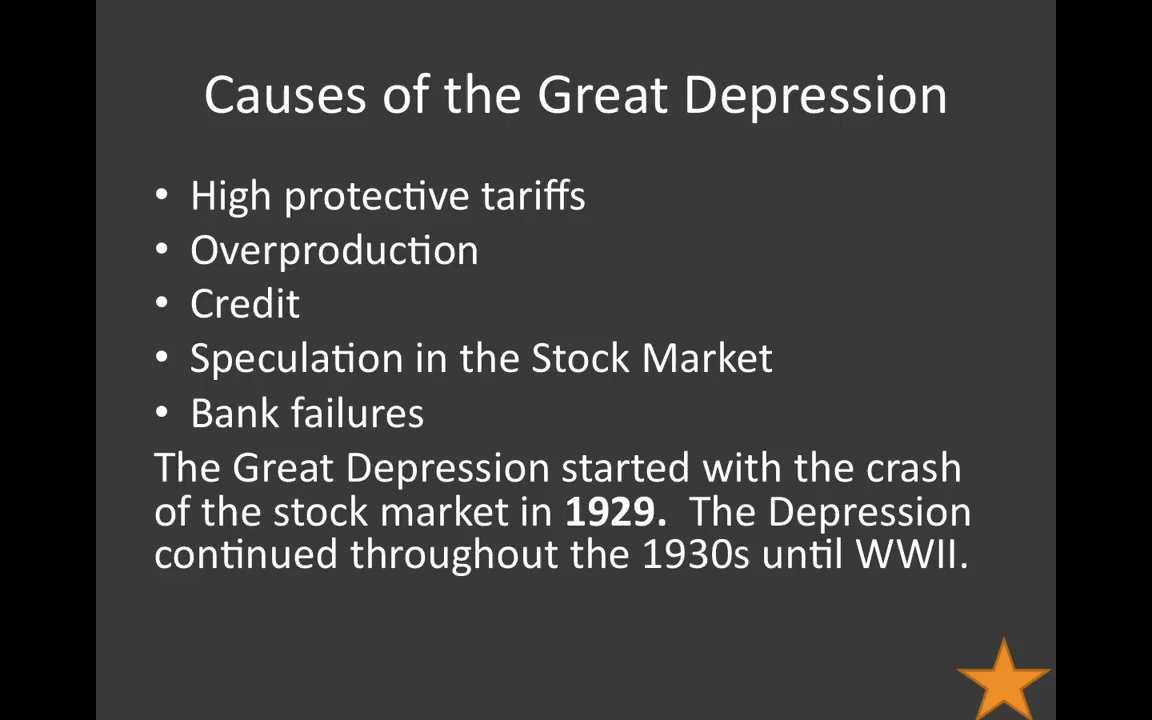 Causes of the Great Depression
• High protective tariffs
• Overproduction
• Credit
• Speculation in the Stock Market
• Bank failures
The Great Depression started with the crash
of the stock market in 1929.  The Depression
continued throughout the 1930s until WWII.